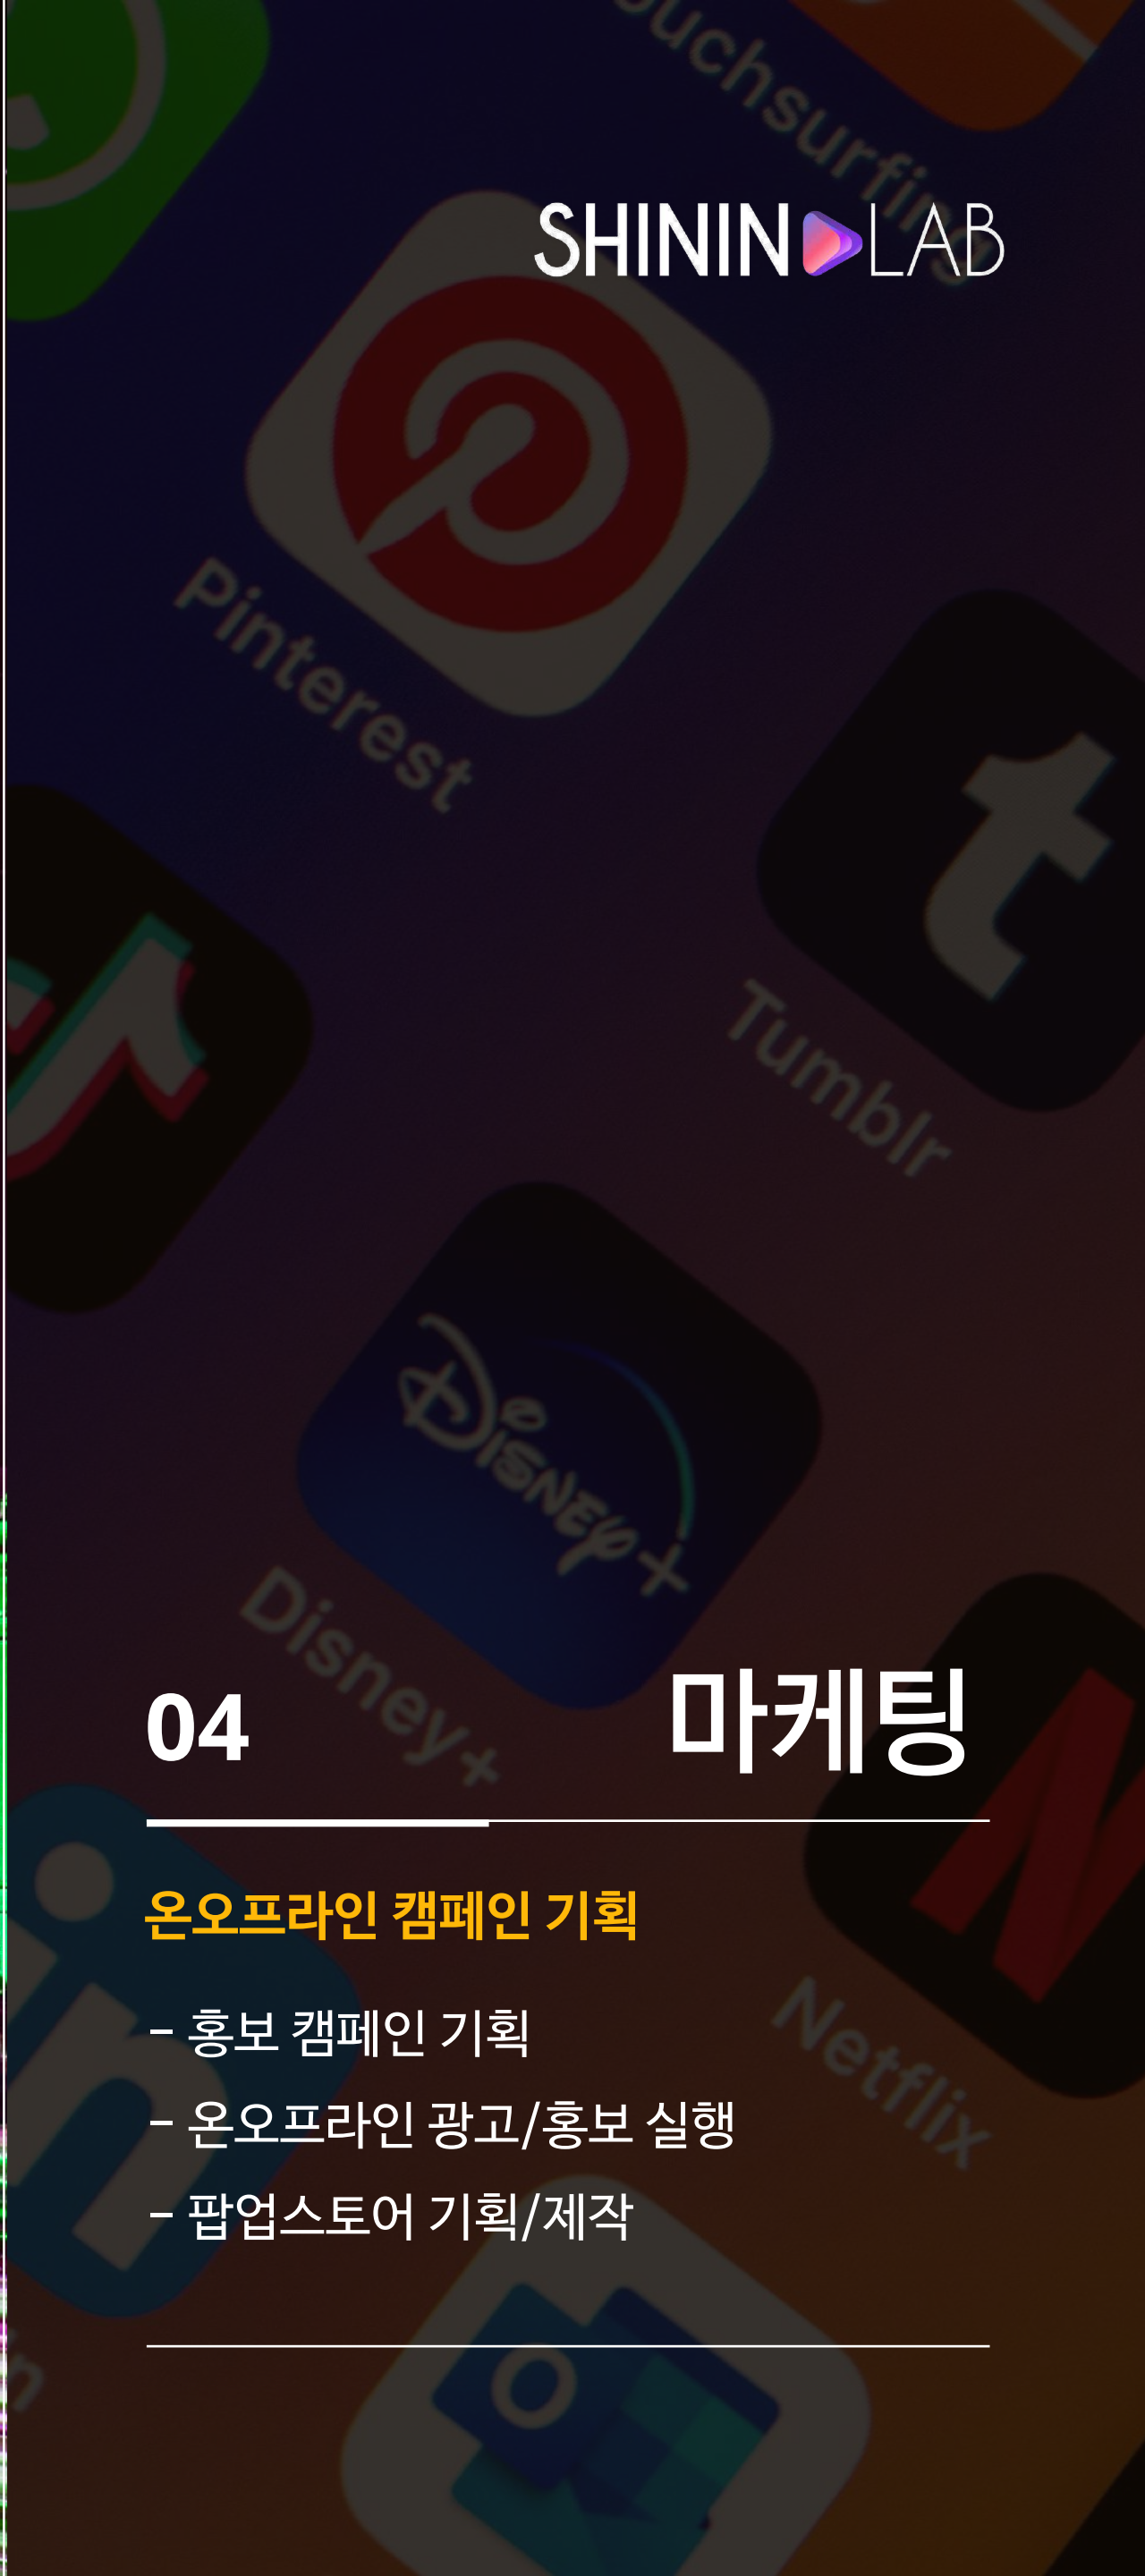 ouchsurfing
SHININ LAB
Pinterest
Tumblr
Disney+
Disney+
04
마케팅
온오프라인 캠페인 기획
Netflix
- 홍보 캠페인 기획
- 온오프라인 광고/홍보 실행
- 팝업스토어 기획/제작